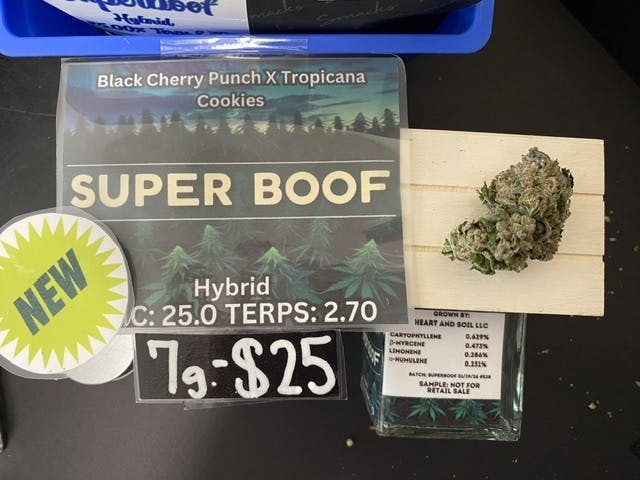 Hybrid
Smacks
Black Cherry Punch X Tropicana
Cookies
SUPER BOOF
Hybrid
C: 25.0 TERPS: 2.70
NEW
7g.-$25
GROWN BY:
HEART AND SOIL LLC
CARYOPHYLLENE 0.629%
β-MYRCENE 0.473%
LIMONENE 0.286%
α-HUMULENE 0.231%
SAMPLE: NOT FOR
RETAIL SALE
BOOF